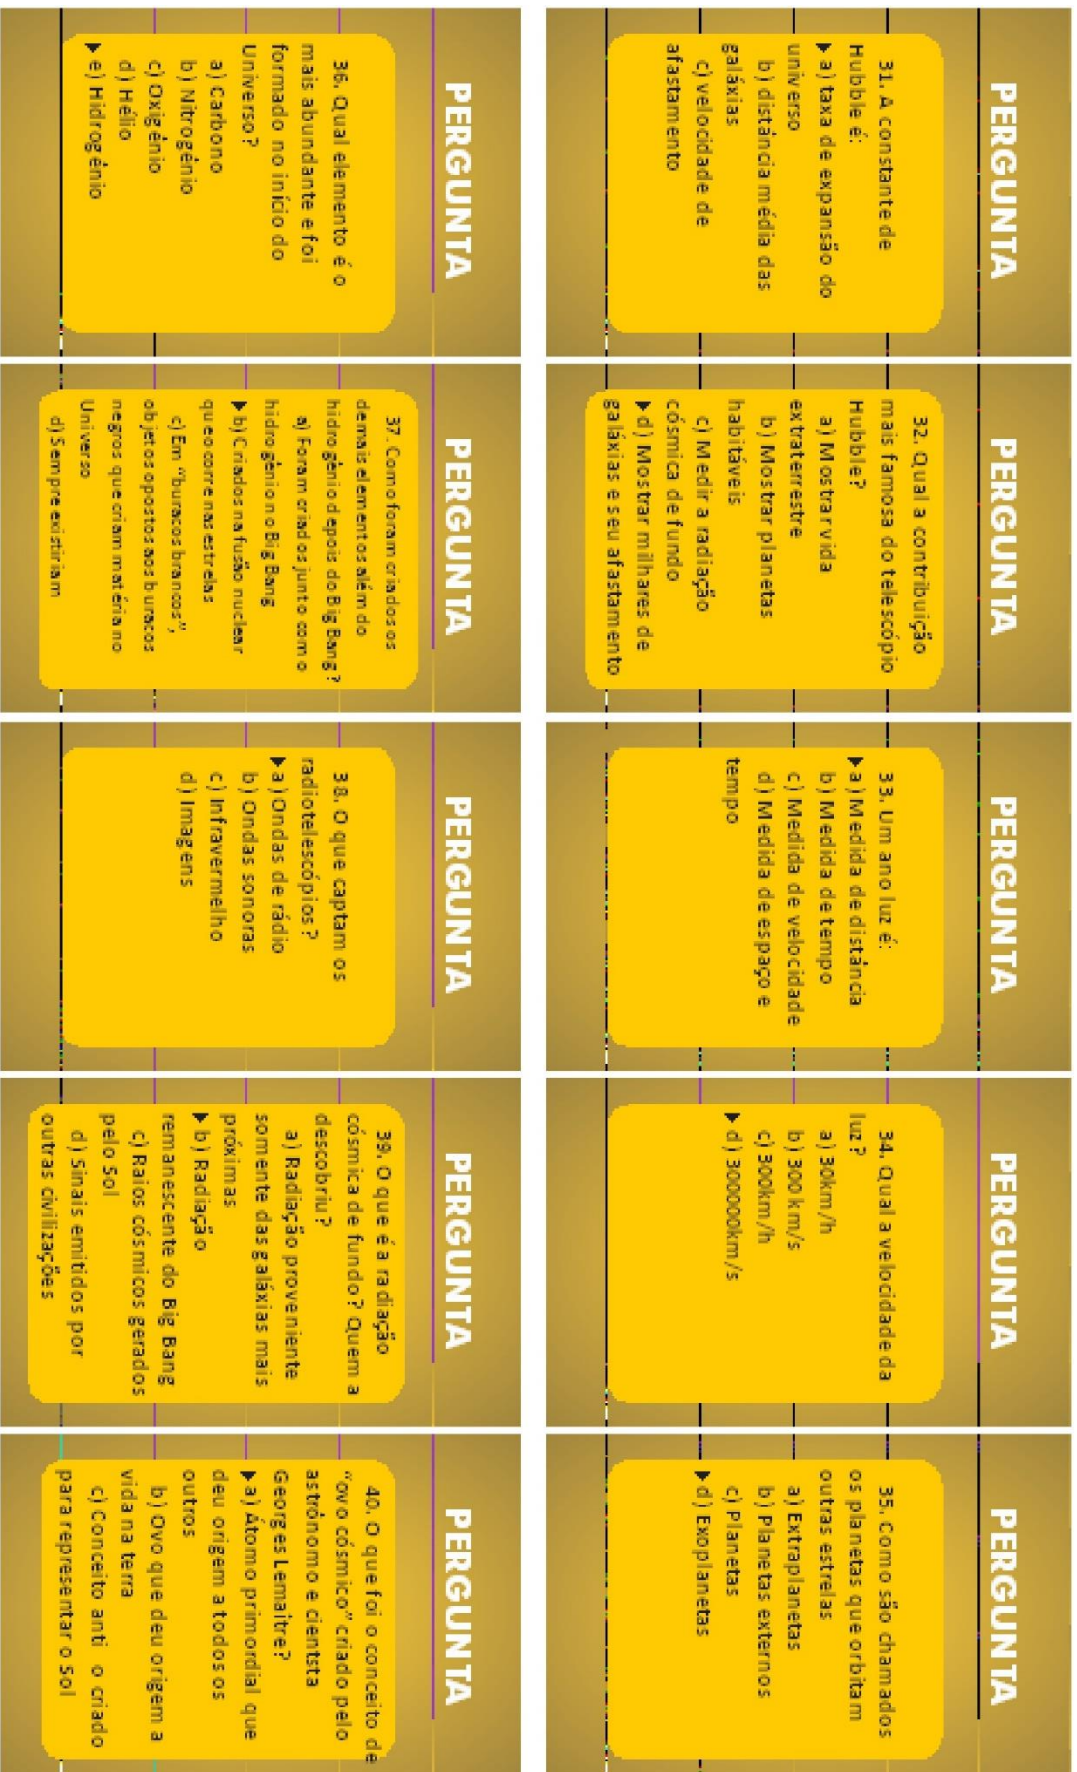 PERGUNTA
31. A constante de
Hubble é:
a) taxa de expansão do
universo
b) distância média das
galáxias
c) velocidade de
afastamento
PERGUNTA
32. Qual a contribuição
mais famosa do telescópio
Hubble?
a) Mostrar vida
extraterrestre
b) Mostrar planetas
habitáveis
c) Medir a radiação
cósmica de fundo
d) Mostrar milhares de
galáxias e seu afastamento
PERGUNTA
33. Um ano luz é:
a) Medida de distância
b) Medida de tempo
c) Medida de velocidade
d) Medida de espaço e
tempo
PERGUNTA
34. Qual a velocidade da
luz?
a) 30km/h
b) 300 km/s
c) 300km/h
d) 300000km/s
PERGUNTA
35. Como são chamados
os planetas que orbitam
outras estrelas
a) Extraplanetas
b) Planetas externos
c) Planetas
d) Exoplanetas
PERGUNTA
36. Qual elemento é o
mais abundante e foi
formado no início do
Universo?
a) Carbono
b) Nitrogénio
c) Oxigénio
d) Hélio
e) Hidrogénio
PERGUNTA
37. Como foram criados os
demais elementos além do
hidrogénio depois do Big Bang?
a) Foram criados junto com o
hidrogénio no Big Bang
b) Criados na fusão nuclear
que ocorre nas estrelas
c) Em "buracos brancos",
objetos opostos aos buracos
negros que criam matéria no
Universo
d) Sempre existiriam
PERGUNTA
38. O que captam os
radiotelescópios?
a) Ondas de rádio
b) Ondas sonoras
c) Infravermelho
d) Imagens
PERGUNTA
39. O que é a radiação
cósmica de fundo? Quem a
descobriu?
a) Radiação proveniente
somente das galáxias mais
próximas
b) Radiação
remanescente do Big Bang
c) Raios cósmicos gerados
pelo Sol
d) Sinais emitidos por
outras civilizações
PERGUNTA
40. O que foi o conceito de
"ovo cósmico" criado pelo
astrónomo e cientsta
Georges Lemaitre?
a) Átomo primordial que
deu origem a todos os
outros
b) Ovo que deu origem a
vida na terra
c) Conceito anti o criado
para representar o Sol